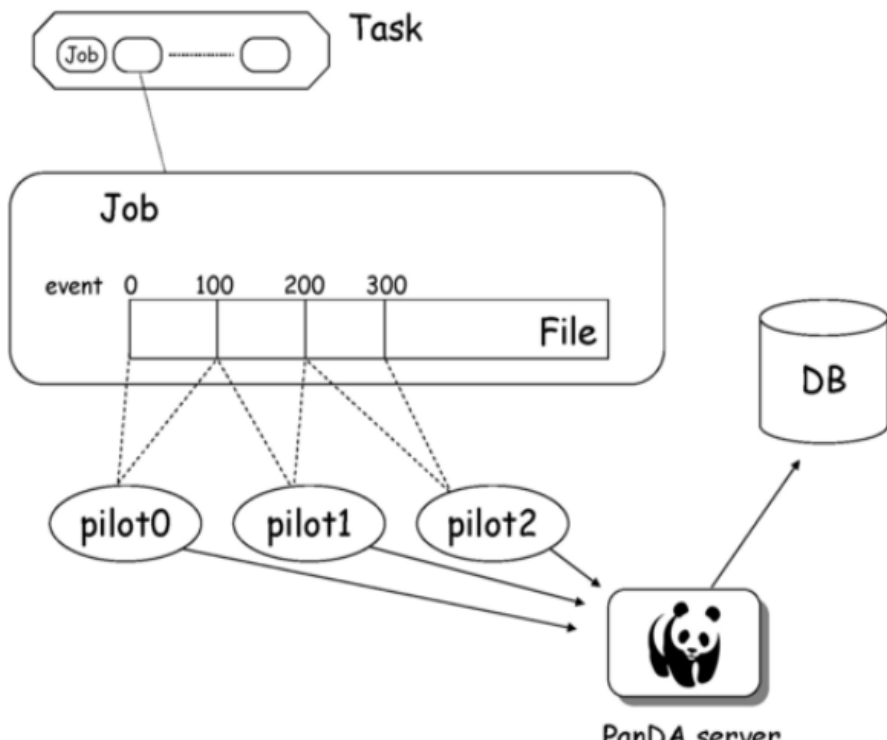 Task
Job
Job
event 0 100 200 300
File
DB
pilot0 pilot1 pilot2
PanDA server